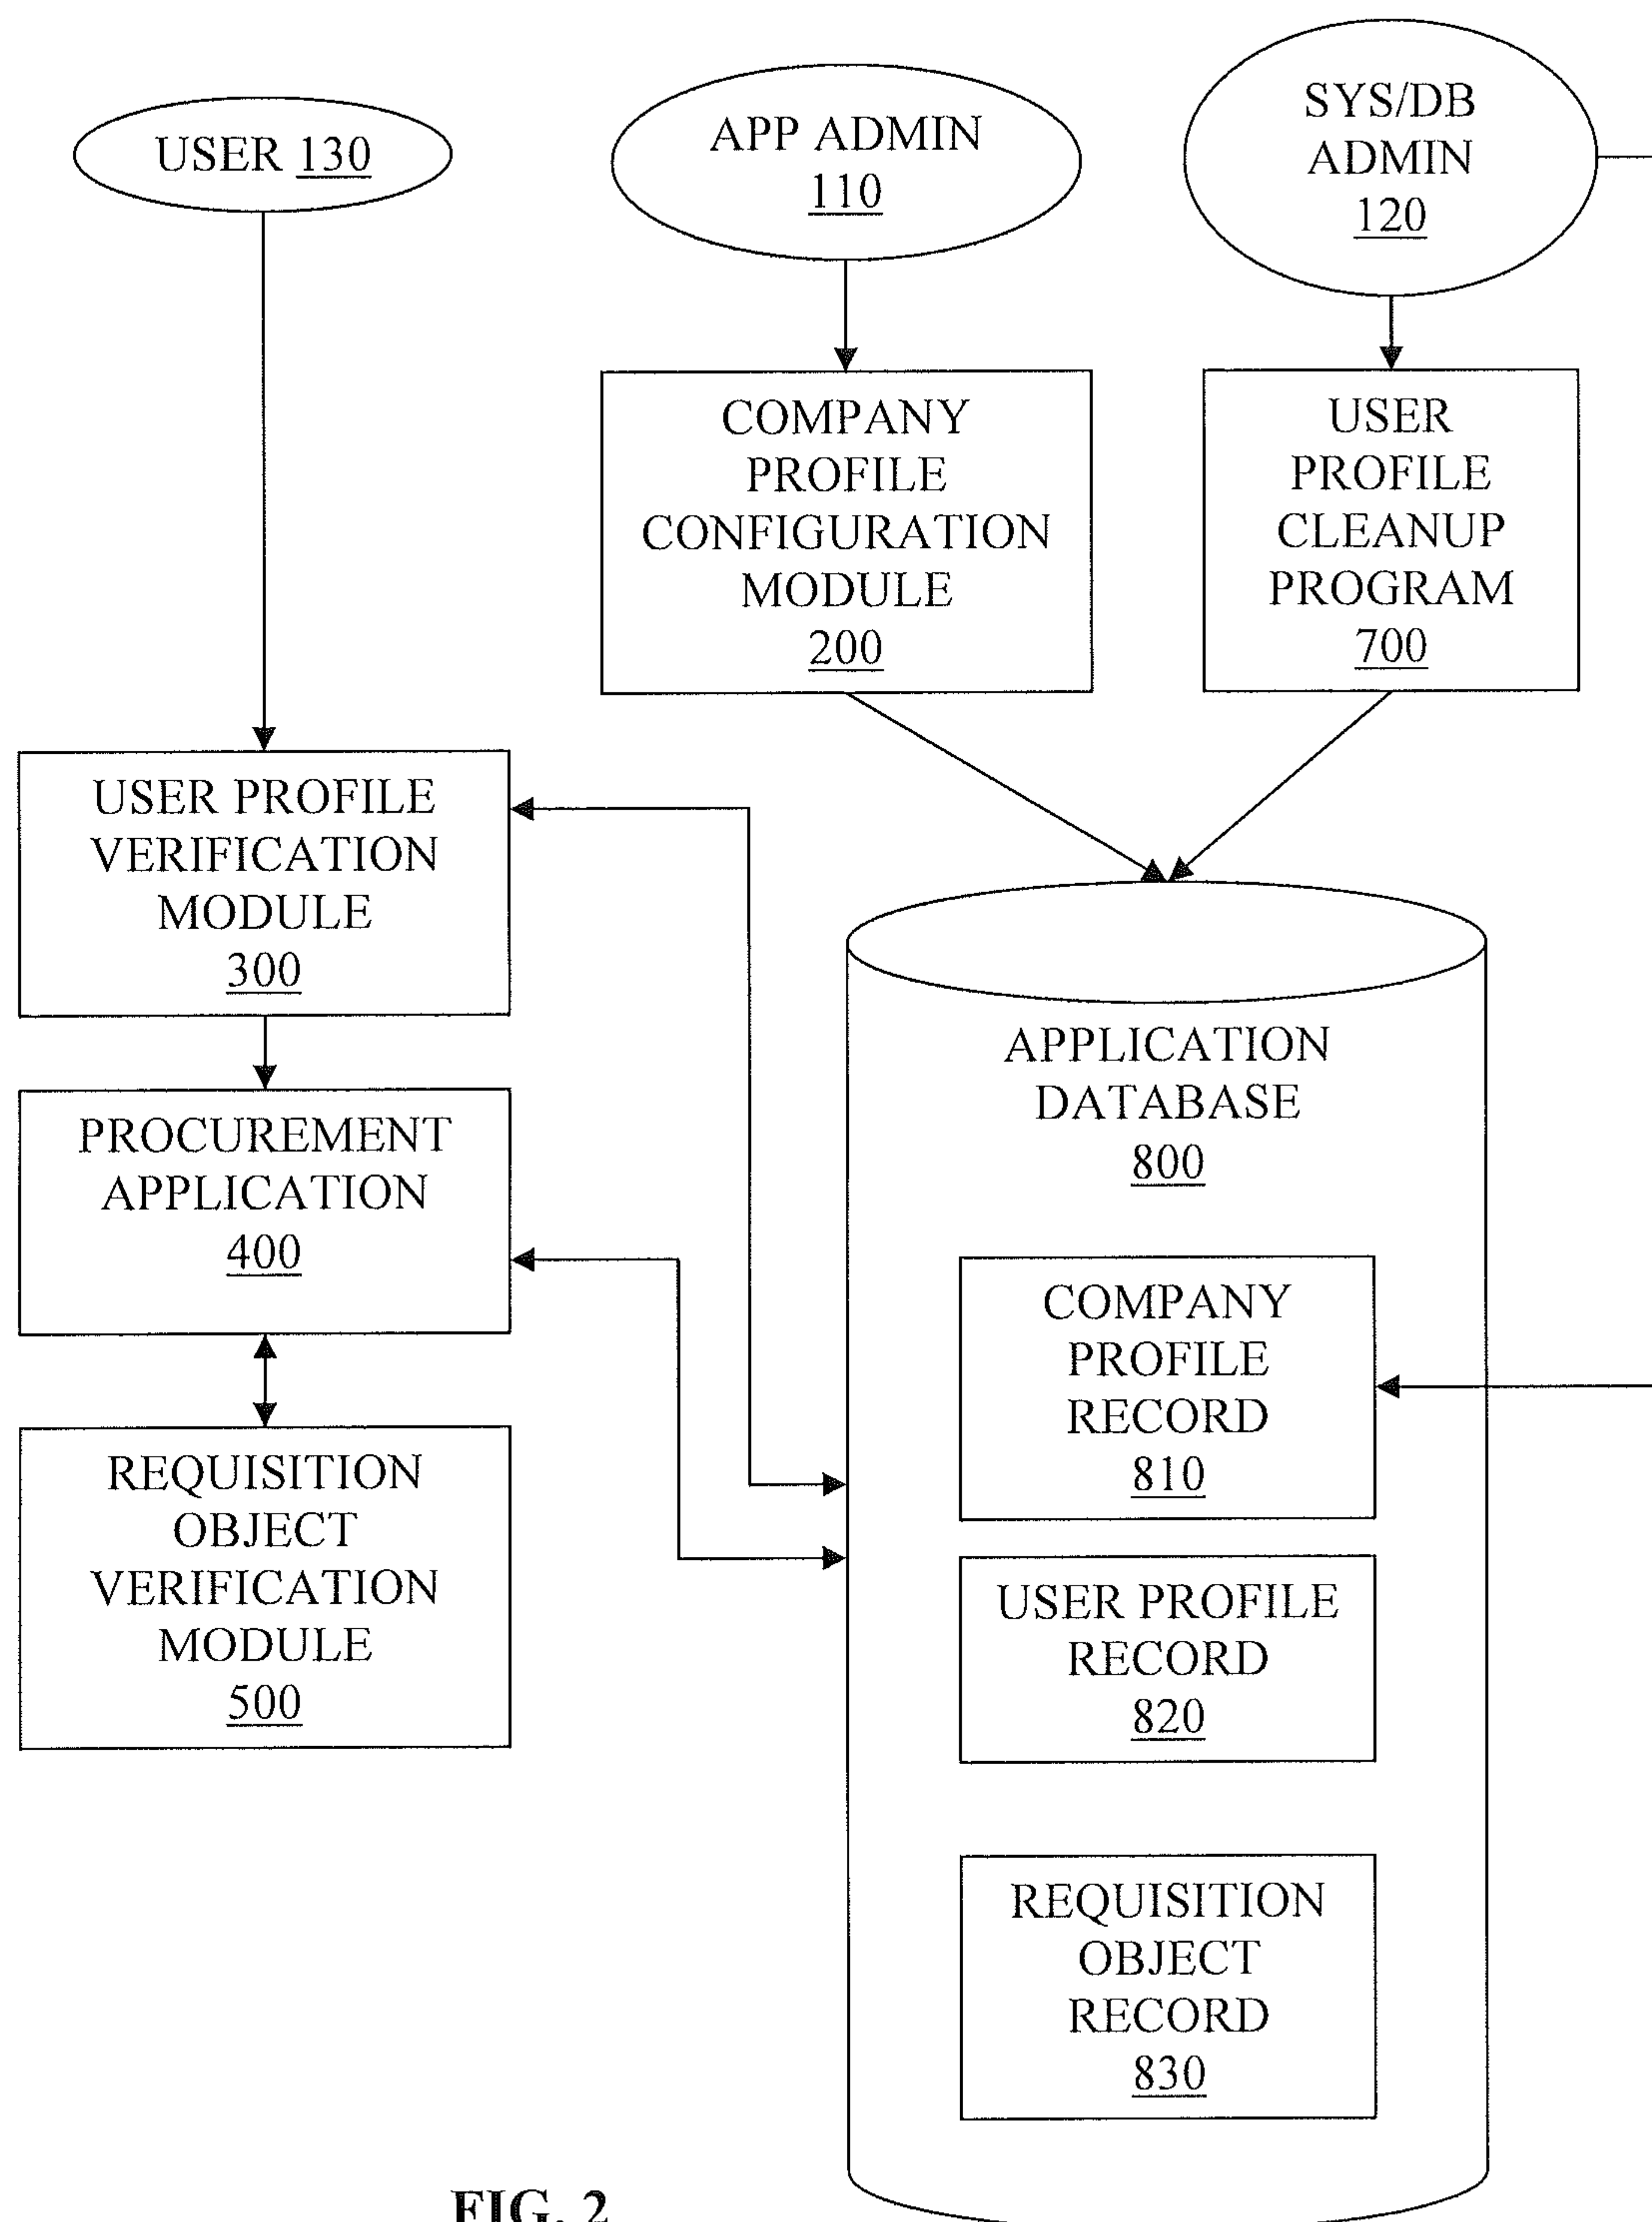 USER 130
APP ADMIN
110
SYS/DB
ADMIN
120
COMPANY
PROFILE
CONFIGURATION
MODULE
200
USER
PROFILE
CLEANUP
PROGRAM
700
USER PROFILE
VERIFICATION
MODULE
300
PROCUREMENT
APPLICATION
400
REQUISITION
OBJECT
VERIFICATION
MODULE
500
APPLICATION
DATABASE
800
COMPANY
PROFILE
RECORD
810
USER PROFILE
RECORD
820
REQUISITION
OBJECT
RECORD
830
FIG. 2